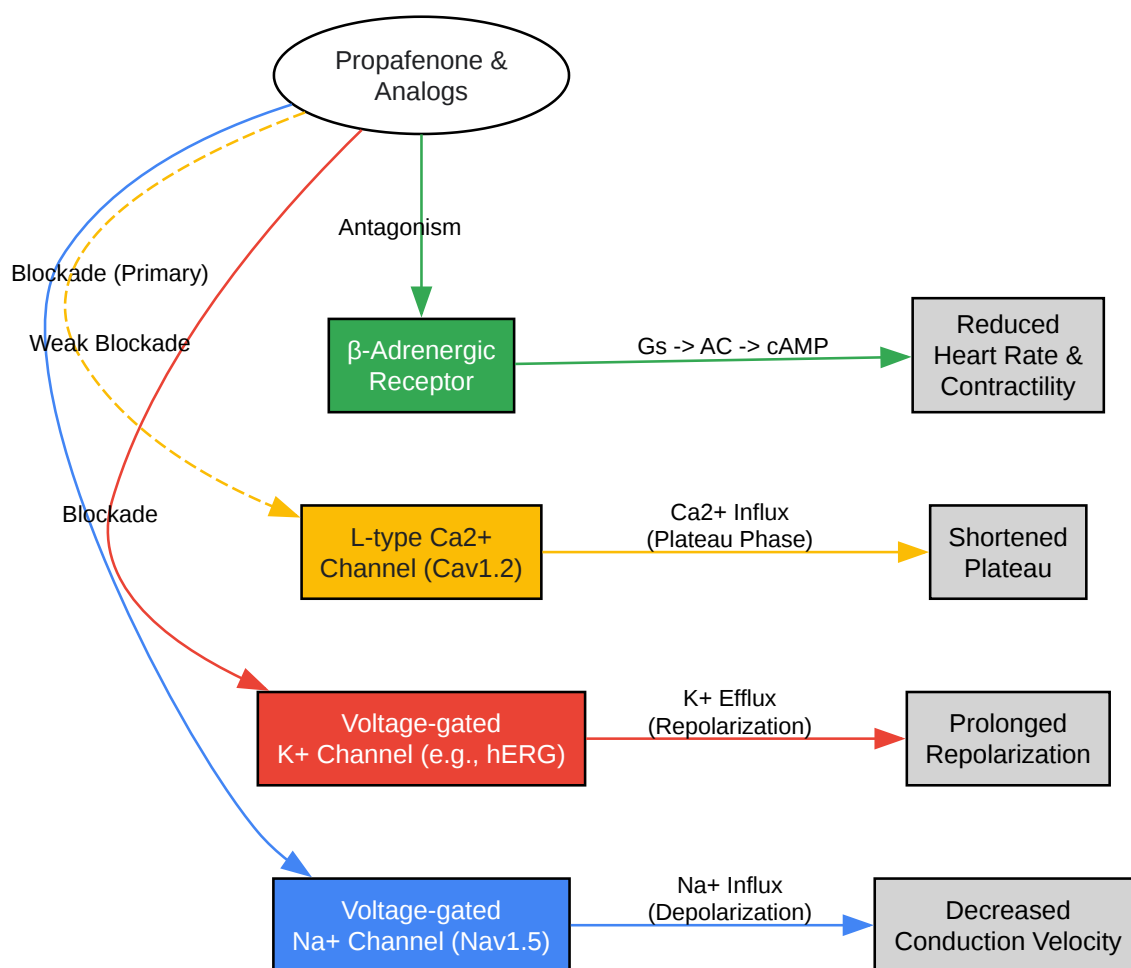 Propafenone &
Analogs
Antagonism
Blockade (Primary)
Weak Blockade
Blockade
β-Adrenergic
Receptor
Gs -> AC -> cAMP
Reduced
Heart Rate &
Contractility
L-type Ca2+
Channel (Cav1.2)
Ca2+ Influx
(Plateau Phase)
Shortened
Plateau
Voltage-gated
K+ Channel (e.g., hERG)
K+ Efflux
(Repolarization)
Prolonged
Repolarization
Voltage-gated
Na+ Channel (Nav1.5)
Na+ Influx
(Depolarization)
Decreased
Conduction Velocity